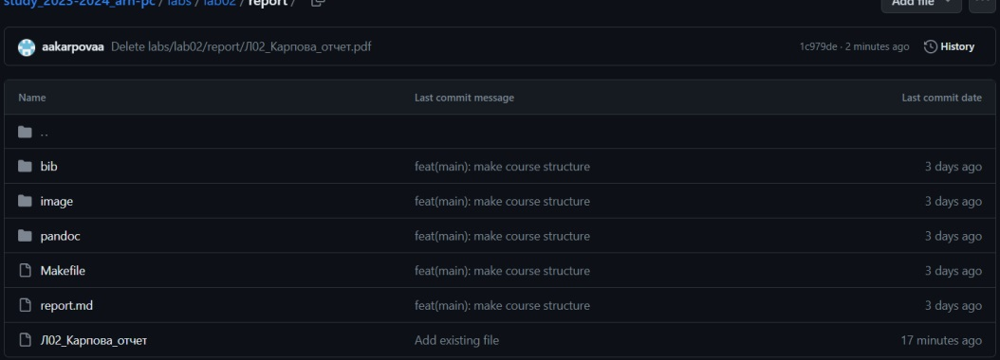 study_2023-2024_arh-pc / labs / lab02 / report / Add file
aakarpovaa Delete labs/lab02/report/Л02_Карпова_отчет.pdf 1c979de · 2 minutes ago History
Name Last commit message Last commit date
..
bib feat(main): make course structure 3 days ago
image feat(main): make course structure 3 days ago
pandoc feat(main): make course structure 3 days ago
Makefile feat(main): make course structure 3 days ago
report.md feat(main): make course structure 3 days ago
Л02_Карпова_отчет Add existing file 17 minutes ago